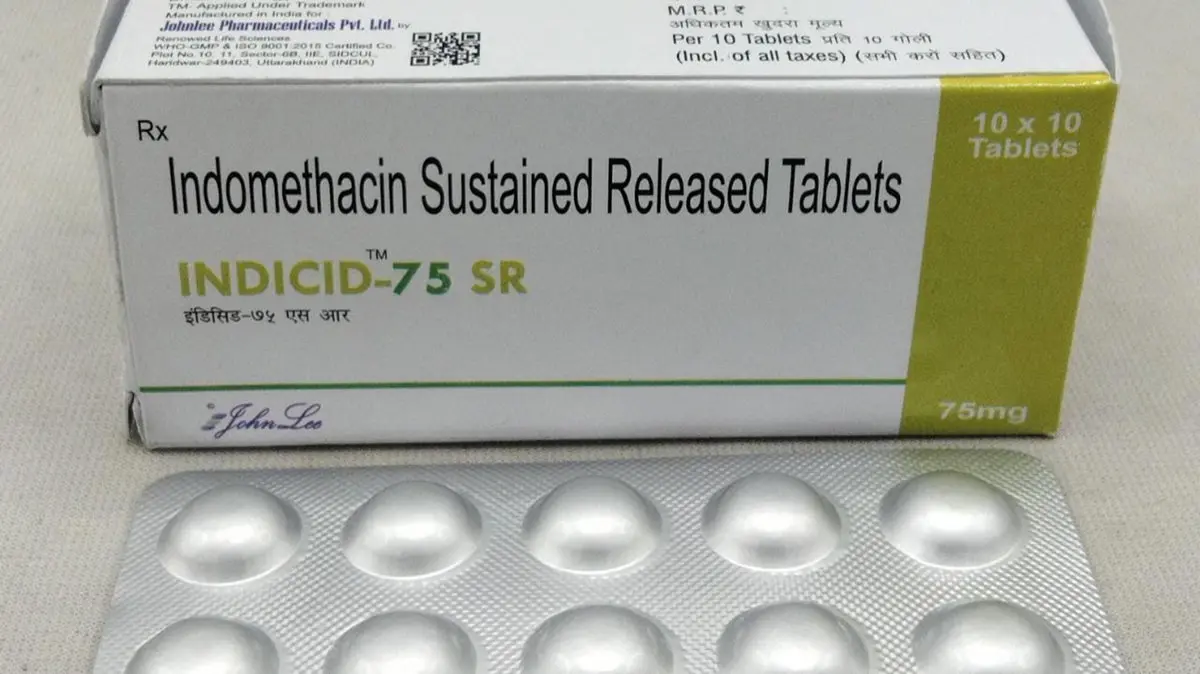 TM- Applied Under Trademark
Manufactured in India for :
Johnlee Pharmaceuticals Pvt. Ltd. by
Renowed Life Sciences
WHO-GMP & ISO 9001:2015 Certified Co.
Plot No.10, 11, Sector-6B, IIE, SIDCUL,
Haridwar-249403, Uttarakhand (INDIA)
M.R.P. ₹ :
अधिकतम खुदरा मूल्य
Per 10 Tablets प्रति 10 गोली
(Incl. of all taxes) (सभी करों सहित)
Rx
Indomethacin Sustained Released Tablets
INDICID™-75 SR
इंडिसिड-७५ एस आर
John Lee
10 x 10
Tablets
75mg